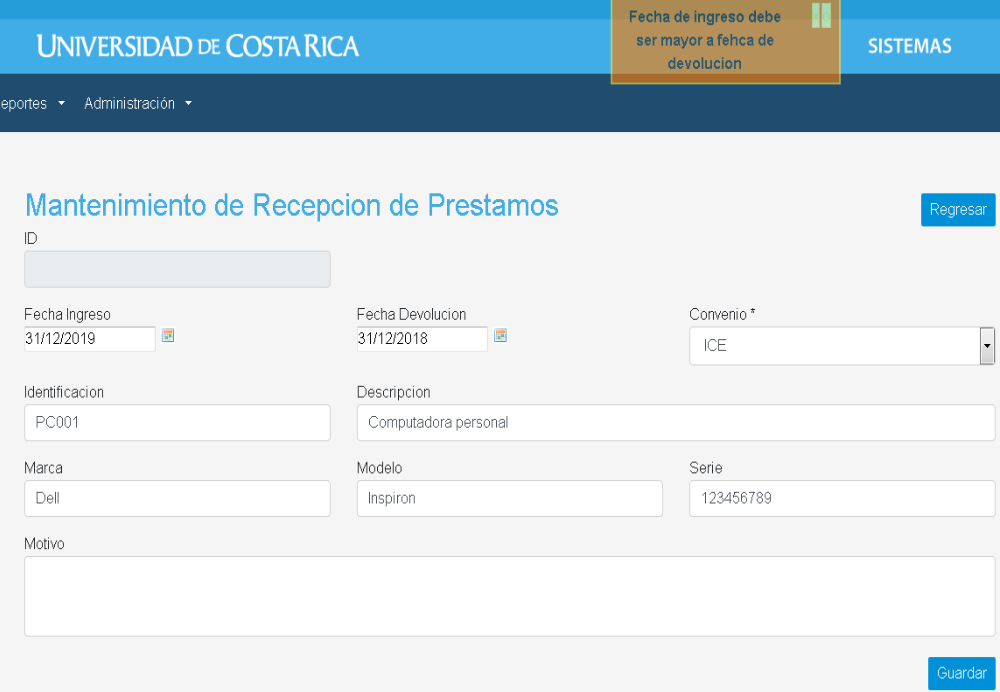 Fecha de ingreso debe
ser mayor a fehca de
devolucion
UNIVERSIDAD DE COSTA RICA
SISTEMAS
eportes
Administración
Mantenimiento de Recepcion de Prestamos
Regresar
ID
Fecha Ingreso
Fecha Devolucion
Convenio *
31/12/2019
31/12/2018
ICE
Identificacion
Descripcion
PC001
Computadora personal
Marca
Modelo
Serie
Dell
Inspiron
123456789
Motivo
Guardar